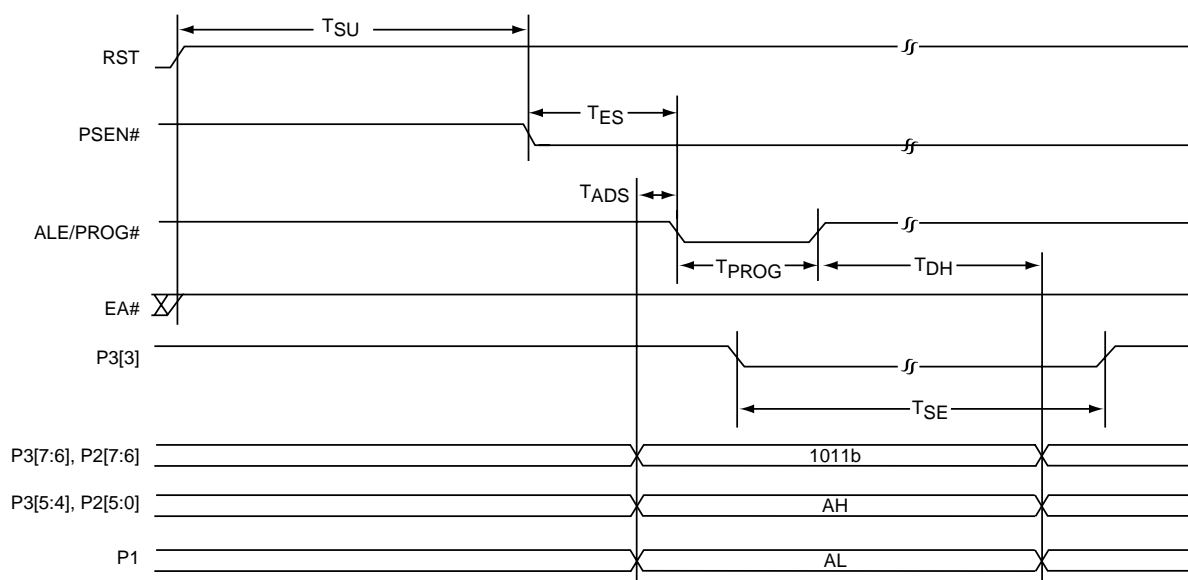 TSU
RST
TES
PSEN#
TADS
ALE/PROG#
TPROG
TDH
EA#
P3[3]
TSE
P3[7:6], P2[7:6]
1011b
P3[5:4], P2[5:0]
AH
P1
AL